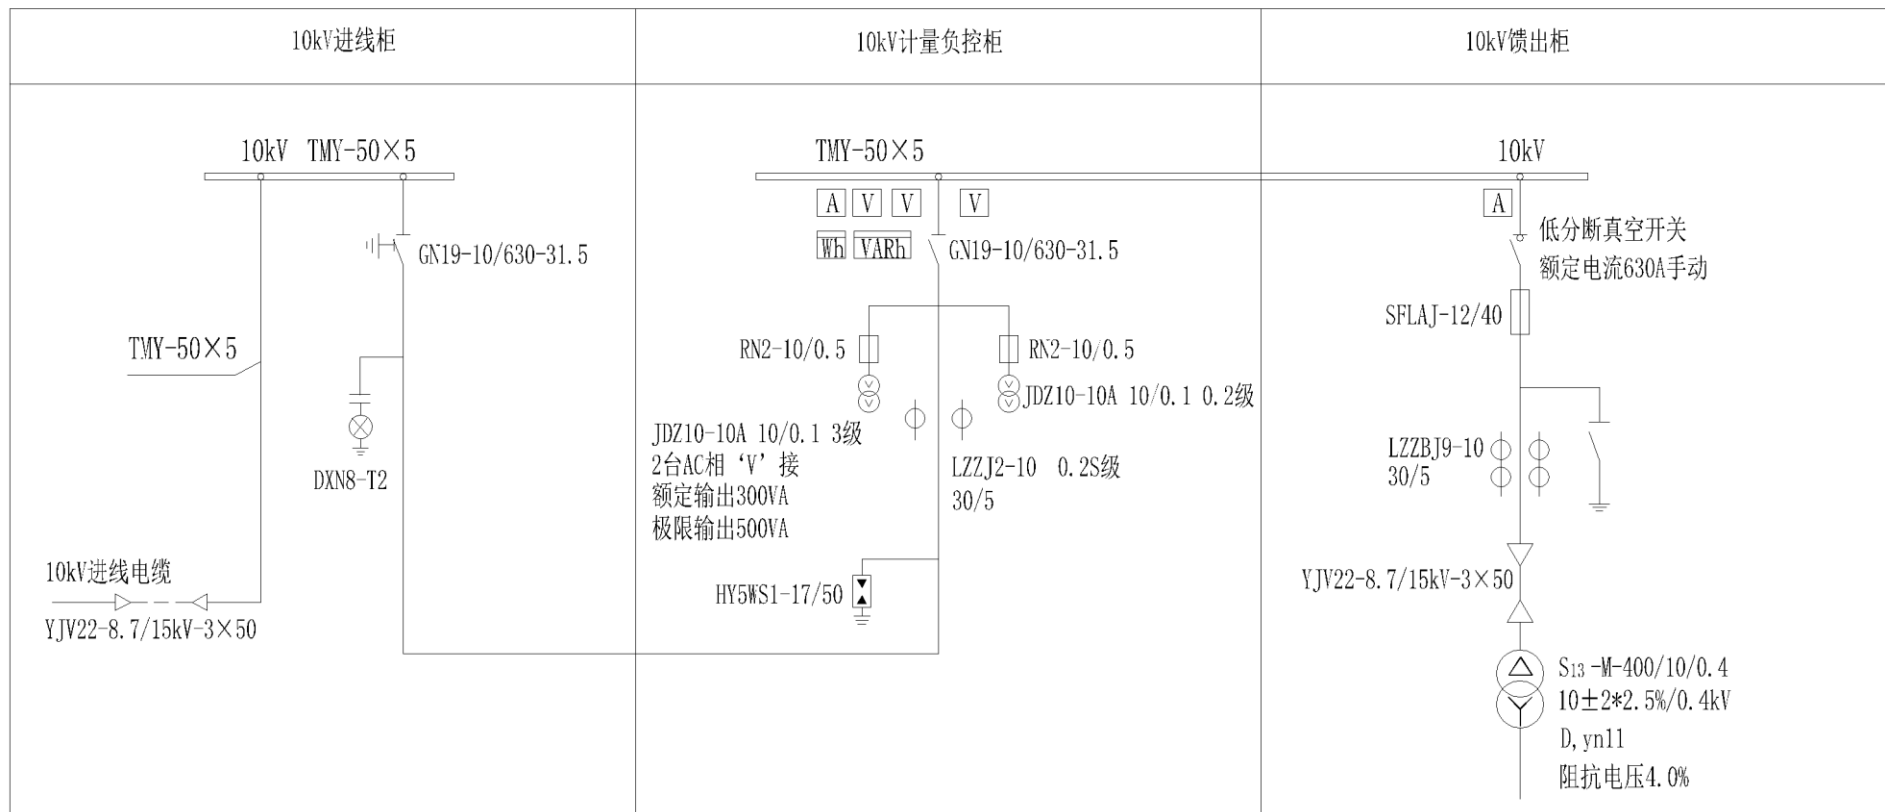 10kV进线柜
10kV计量负控柜
10kV馈出柜
10kV TMY-50×5
GN19-10/630-31.5
TMY-50×5
DXN8-T2
10kV进线电缆
YJV22-8.7/15kV-3×50
TMY-50×5
A V V V
Wh VARh
GN19-10/630-31.5
RN2-10/0.5
RN2-10/0.5
JDZ10-10A 10/0.1 0.2级
JDZ10-10A 10/0.1 3级
2台AC相‘V’接
额定输出300VA
极限输出500VA
LZZJ2-10 0.2S级
30/5
HY5WS1-17/50
10kV
A
低分断真空开关
额定电流630A手动
SFLAJ-12/40
LZZBJ9-10
30/5
YJV22-8.7/15kV-3×50
S13-M-400/10/0.4
10±2*2.5%/0.4kV
D,yn11
阻抗电压4.0%